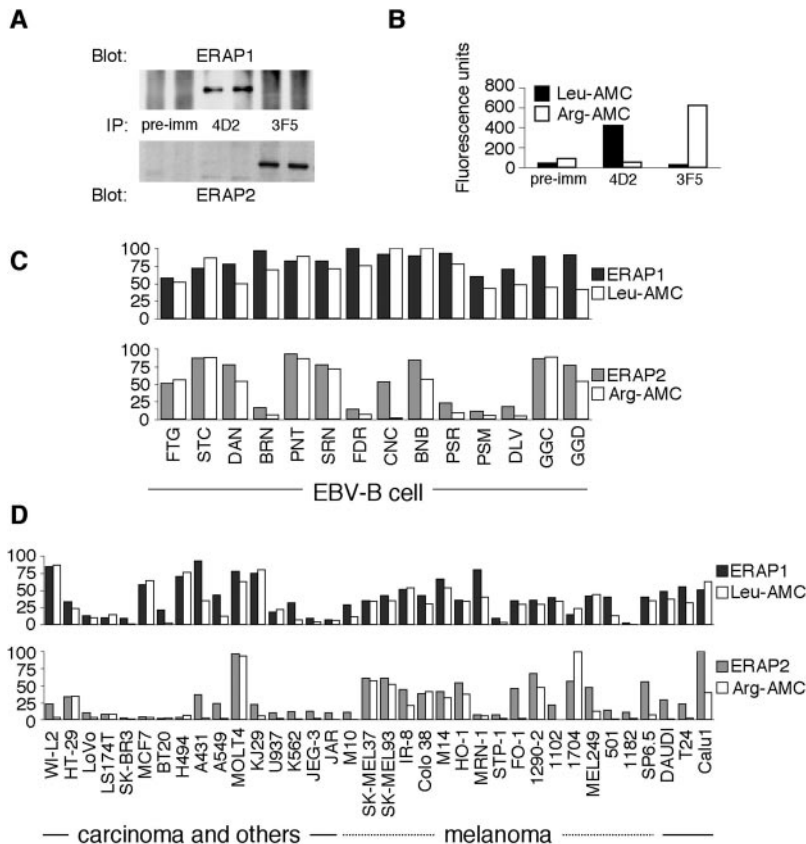 A
Blot: ERAP1
IP: pre-imm 4D2 3F5
Blot: ERAP2
B
Fluorescence units
800
600
400
200
0
Leu-AMC
Arg-AMC
pre-imm 4D2 3F5
C
100
75
50
25
0
ERAP1
Leu-AMC
100
75
50
25
0
ERAP2
Arg-AMC
FTG STC DAN BRN PNT SRN FDR CNC BNB PSR PSM DLV GGC GGD
EBV-B cell
D
100
75
50
25
0
ERAP1
Leu-AMC
100
75
50
25
0
ERAP2
Arg-AMC
WI-L2 HT-29 LoVo LS174T SK-BR3 MCF7 BT20 H494 A431 A549 MOLT4 KJ29 U937 K562 JEG-3 JAR M10 SK-MEL37 SK-MEL93 IR-8 Colo 38 M14 HO-1 MRN-1 STP-1 FO-1 1290-2 1102 1704 MEL249 501 1182 SP6.5 DAUDI T24 Calu1
carcinoma and others melanoma